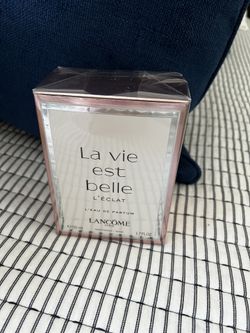 La vie
est
belle
L'ÉCLAT
L'EAU DE PARFUM
LANCÔME